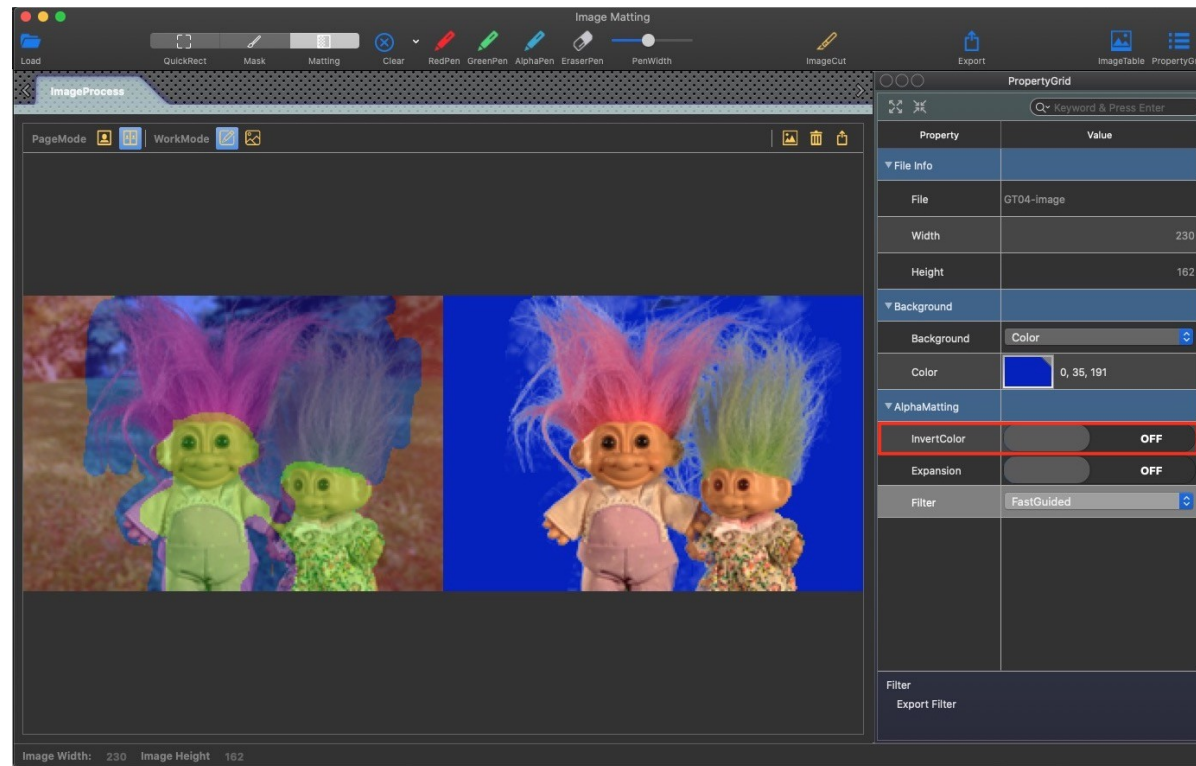 Image Matting
Load QuickRect Mask Matting Clear RedPen GreenPen AlphaPen EraserPen PenWidth ImageCut Export ImageTable
ImageProcess
PropertyGrid
Keyword & Press Enter
PageMode WorkMode
Property Value
File Info
File GT04-image
Width 230
Height 162
Background
Background Color
Color 0, 35, 191
AlphaMatting
InvertColor OFF
Expansion OFF
Filter FastGuided
Filter
Export Filter
Image Width: 230 Image Height 162